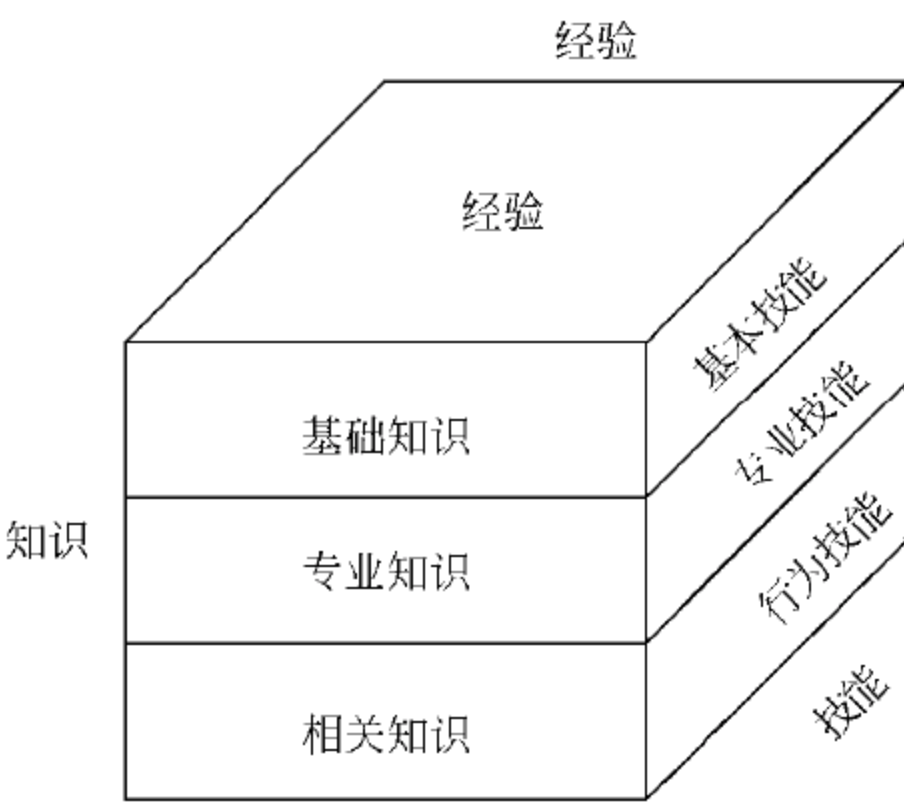 经验
经验
基本技能
基础知识
专业技能
知识
专业知识
行为技能
相关知识
技能